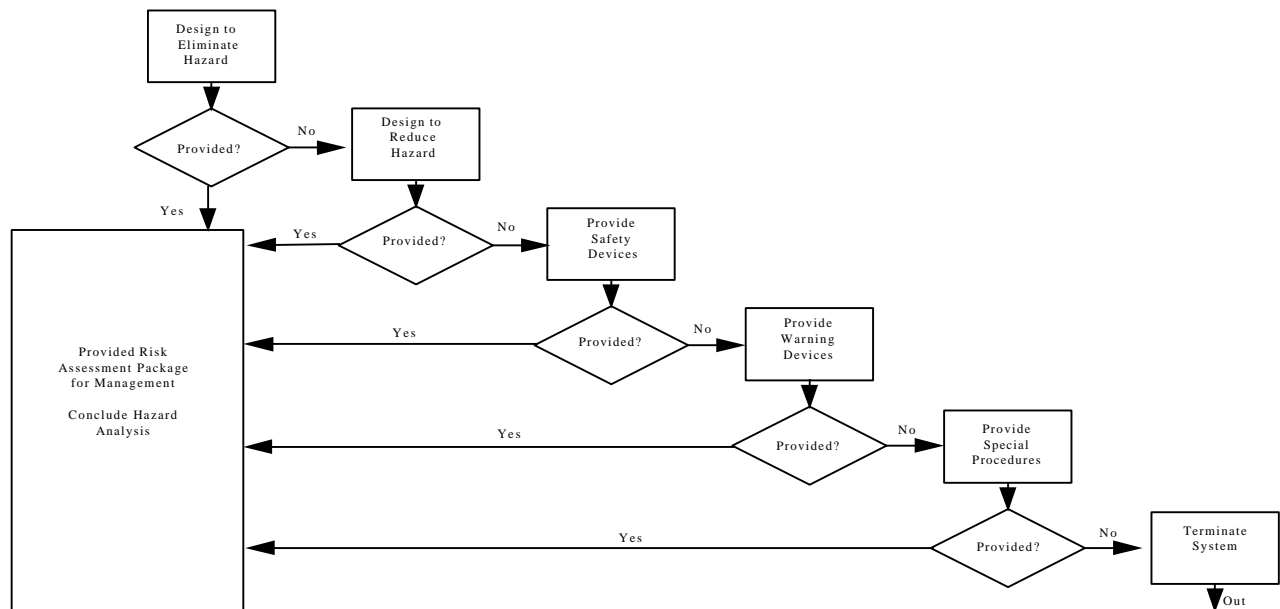 Design to
Eliminate
Hazard
Provided?
No
Design to
Reduce
Hazard
Yes
Yes
Provided?
No
Provide
Safety
Devices
Yes
Provided?
No
Provide
Warning
Devices
Provided Risk
Assessment Package
for Management
Conclude Hazard
Analysis
Yes
Provided?
No
Provide
Special
Procedures
Yes
Provided?
No
Terminate
System
Out